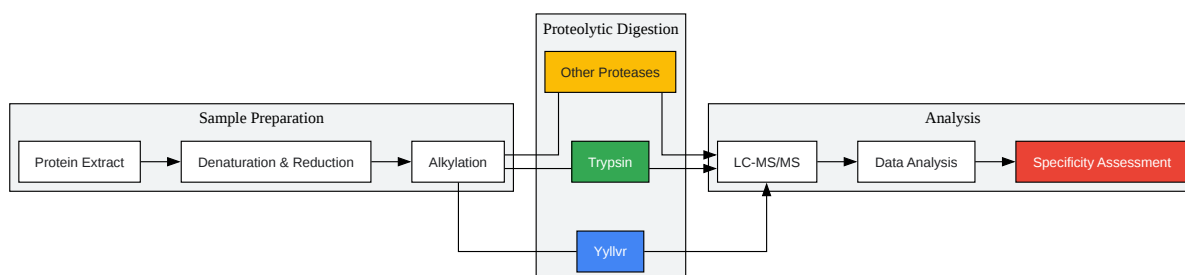 Proteolytic Digestion
Other Proteases
Sample Preparation
Analysis
Protein Extract
Denaturation & Reduction
Alkylation
Trypsin
LC-MS/MS
Data Analysis
Specificity Assessment
Yyllvr